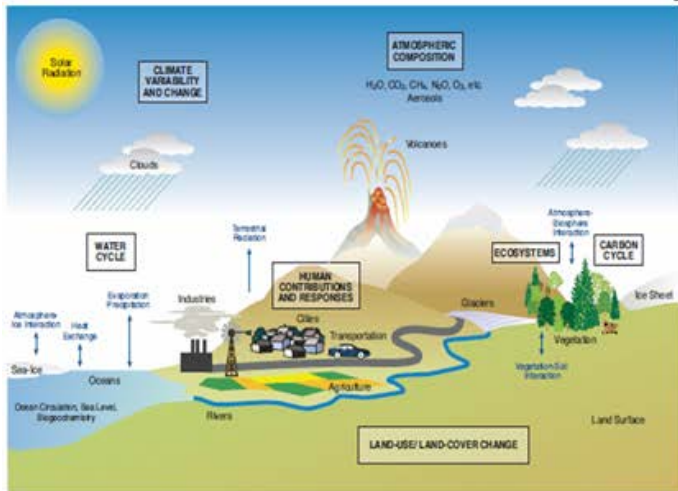 Solar
Radiation
CLIMATE
VARIABILITY
AND CHANGE
ATMOSPHERIC
COMPOSITION
H₂O, CO₂, CH₄, N₂O, O₃, etc.
Aerosols
Clouds
Volcanoes
Atmosphere-
Biosphere
Interaction
WATER
CYCLE
Terrestrial
Radiation
ECOSYSTEMS
CARBON
CYCLE
HUMAN
CONTRIBUTIONS
AND RESPONSES
Evaporation
Precipitation
Industries
Glaciers
Ice Sheet
Atmosphere-
Ice Interaction
Heat
Exchange
Cities
Transportation
Vegetation
Sea-Ice
Oceans
Agriculture
Vegetation-Soil
Interaction
Ocean Circulation, Sea Level,
Biogeochemistry
Rivers
Land Surface
LAND-USE/ LAND-COVER CHANGE